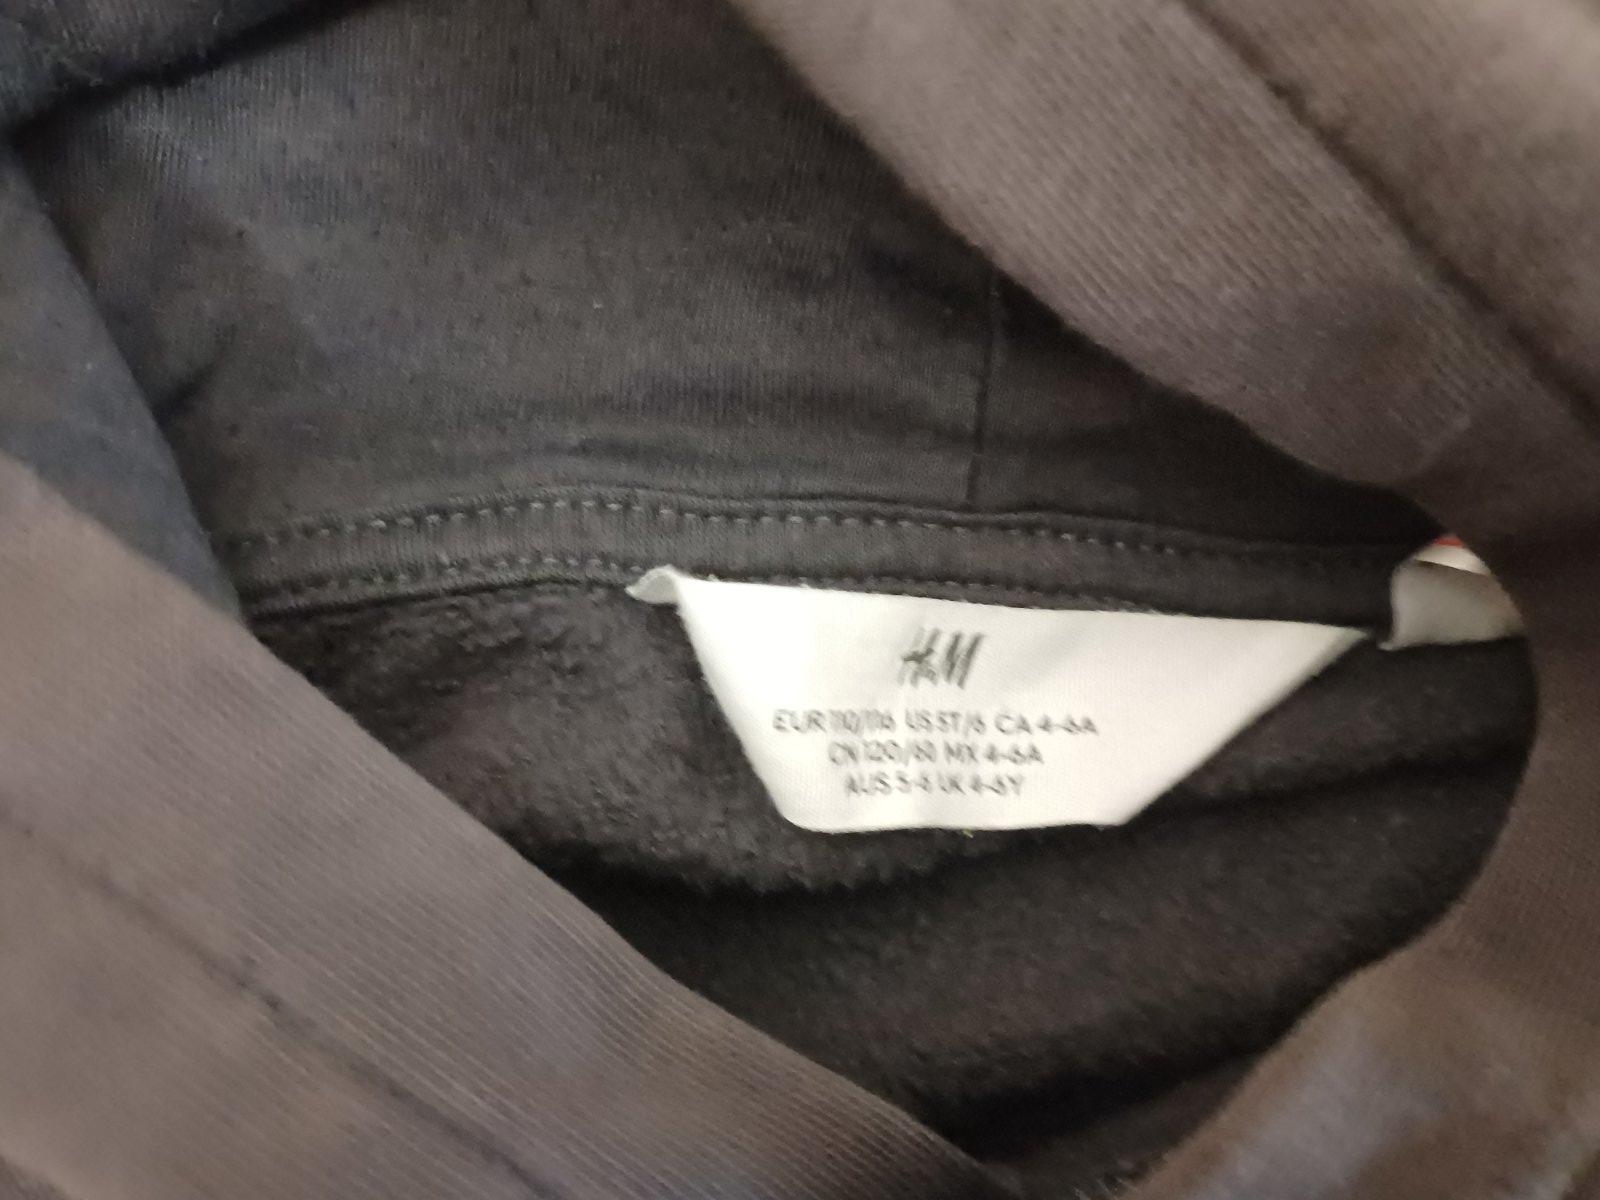 H&M
EUR 110/116 US 5T/6 CA 4-6A
CN 120/60 MX 4-6A
AUS 5-6 UK 4-6Y